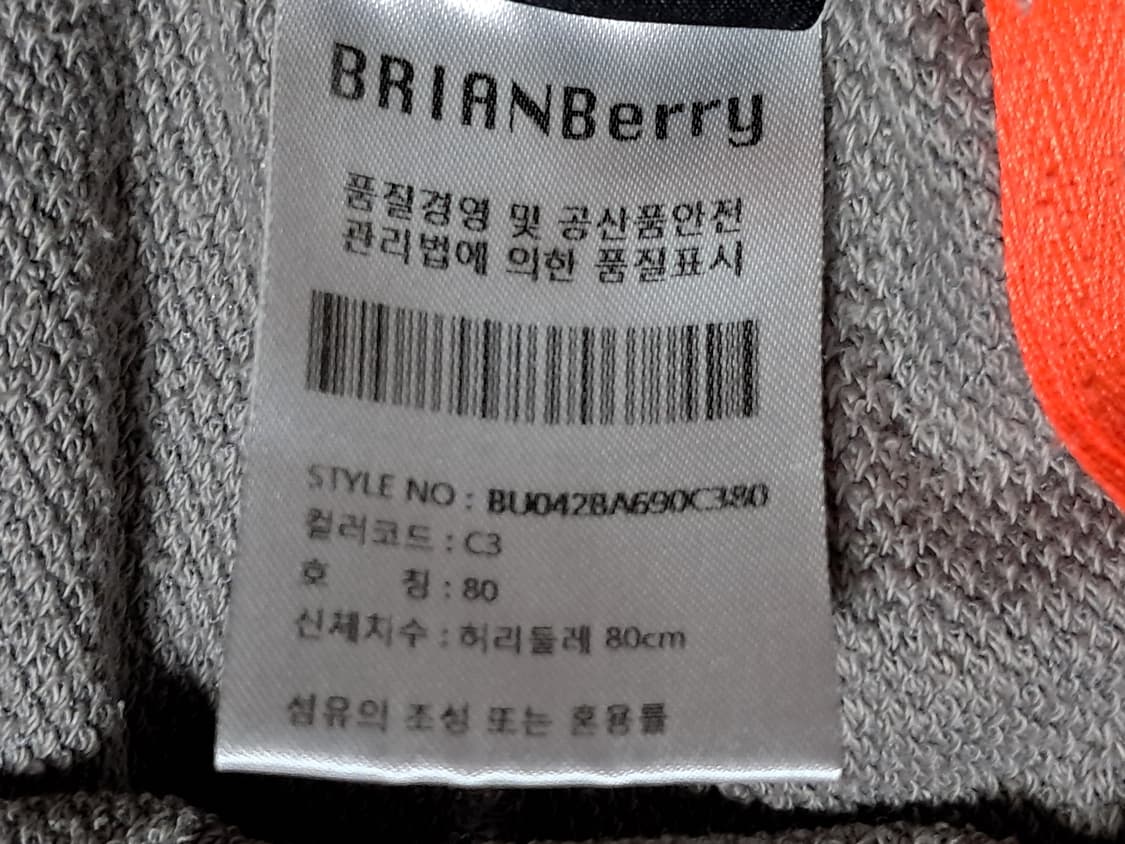 BRIANBerry
품질경영 및 공산품안전
관리법에 의한 품질표시
STYLE NO : BU042BA690C380
컬러코드 : C3
호 칭 : 80
신체치수 : 허리둘레 80cm
섬유의 조성 또는 혼용률